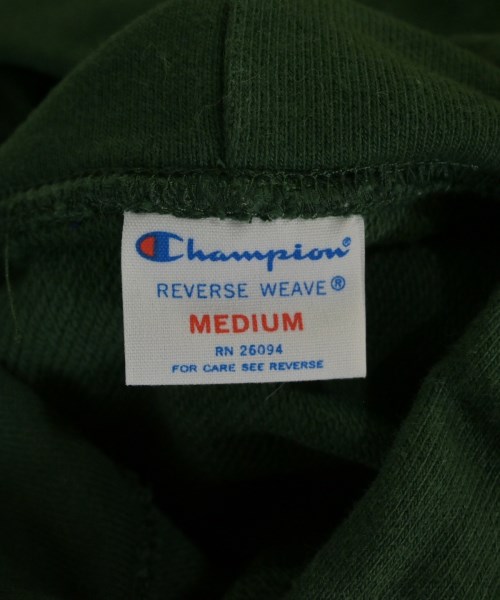 Champion®
REVERSE WEAVE®
MEDIUM
RN 26094
FOR CARE SEE REVERSE